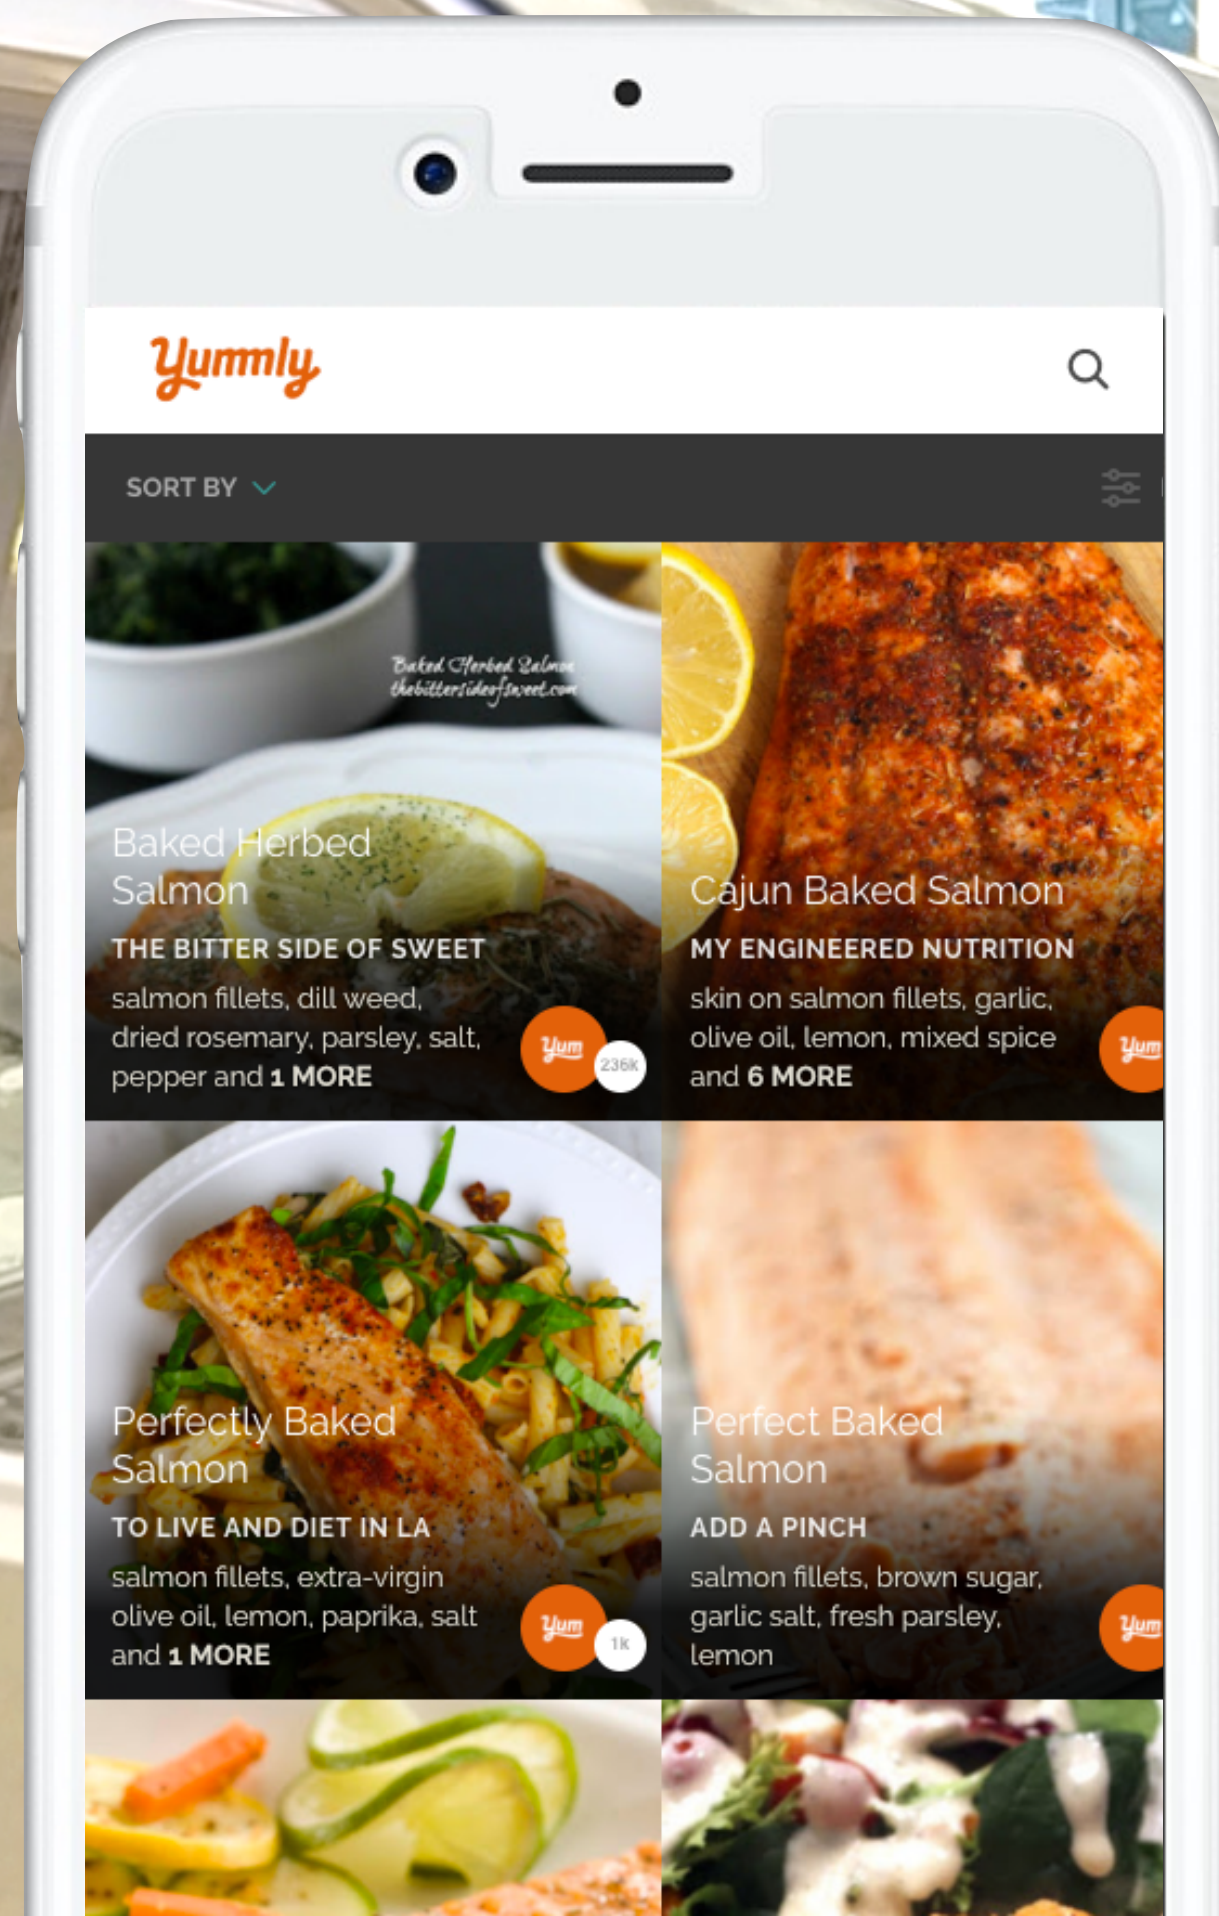 Yummly
SORT BY
Baked Herbed Salmon
thebittersideofsweet.com
Baked Herbed
Salmon
THE BITTER SIDE OF SWEET
salmon fillets, dill weed,
dried rosemary, parsley, salt,
pepper and 1 MORE
Yum
236k
Cajun Baked Salmon
MY ENGINEERED NUTRITION
skin on salmon fillets, garlic,
olive oil, lemon, mixed spice
and 6 MORE
Yum
Perfectly Baked
Salmon
TO LIVE AND DIET IN LA
salmon fillets, extra-virgin
olive oil, lemon, paprika, salt
and 1 MORE
Yum
1k
Perfect Baked
Salmon
ADD A PINCH
salmon fillets, brown sugar,
garlic salt, fresh parsley,
lemon
Yum